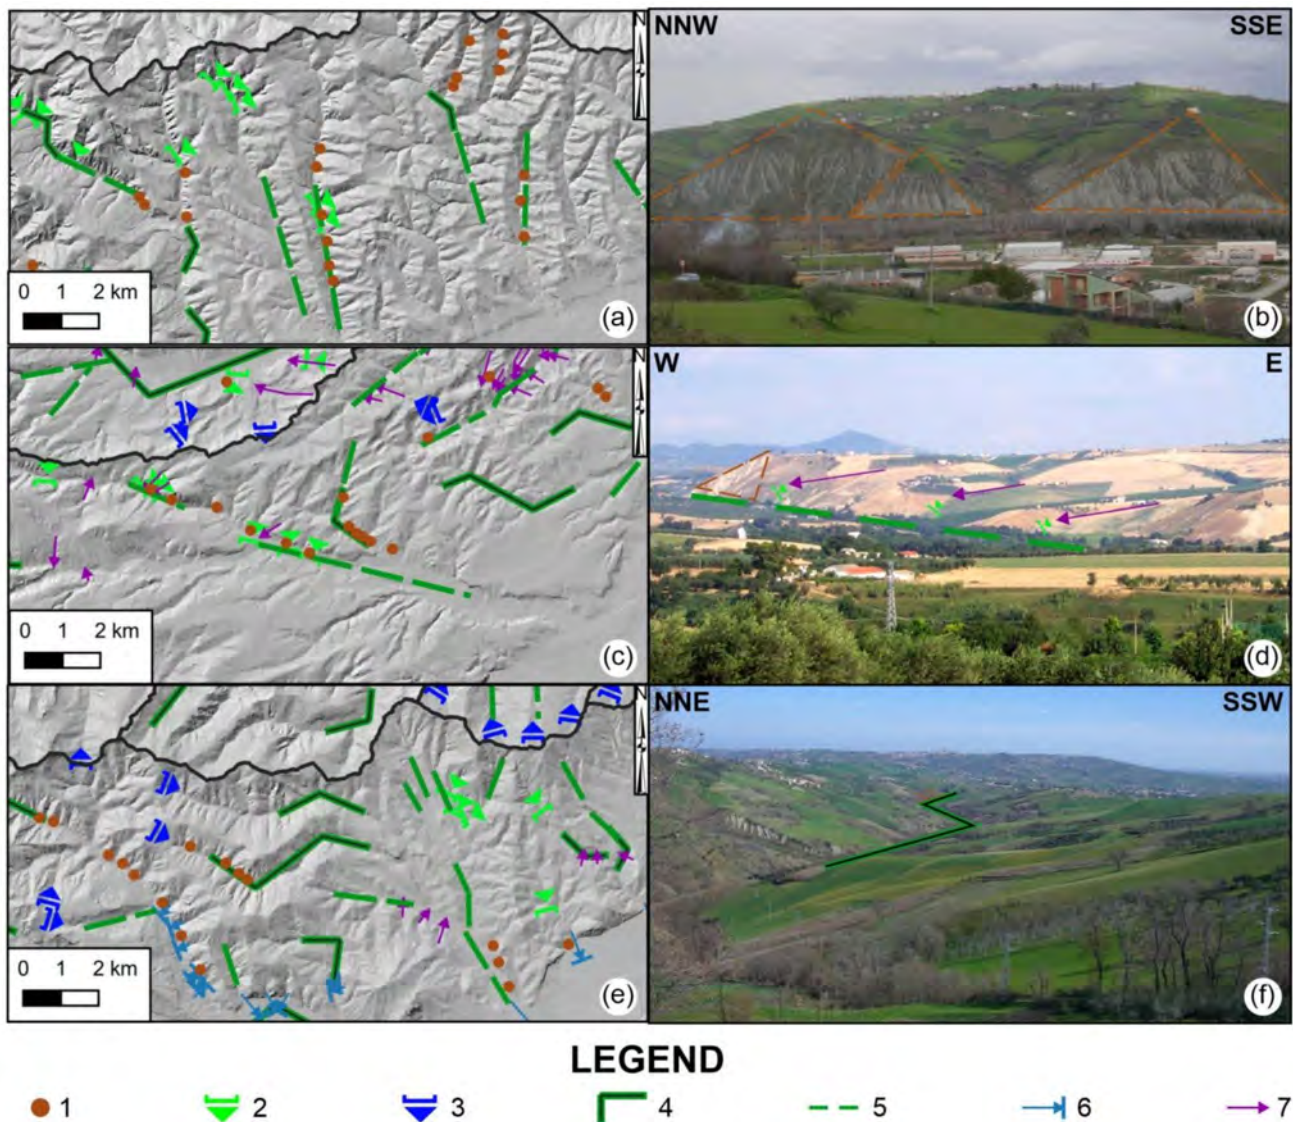 N
0 1 2 km
(a)
NNW SSE
(b)
N
0 1 2 km
(c)
W E
(d)
N
0 1 2 km
(e)
NNE SSW
(f)
LEGEND
1 2 3 4 5 6 7